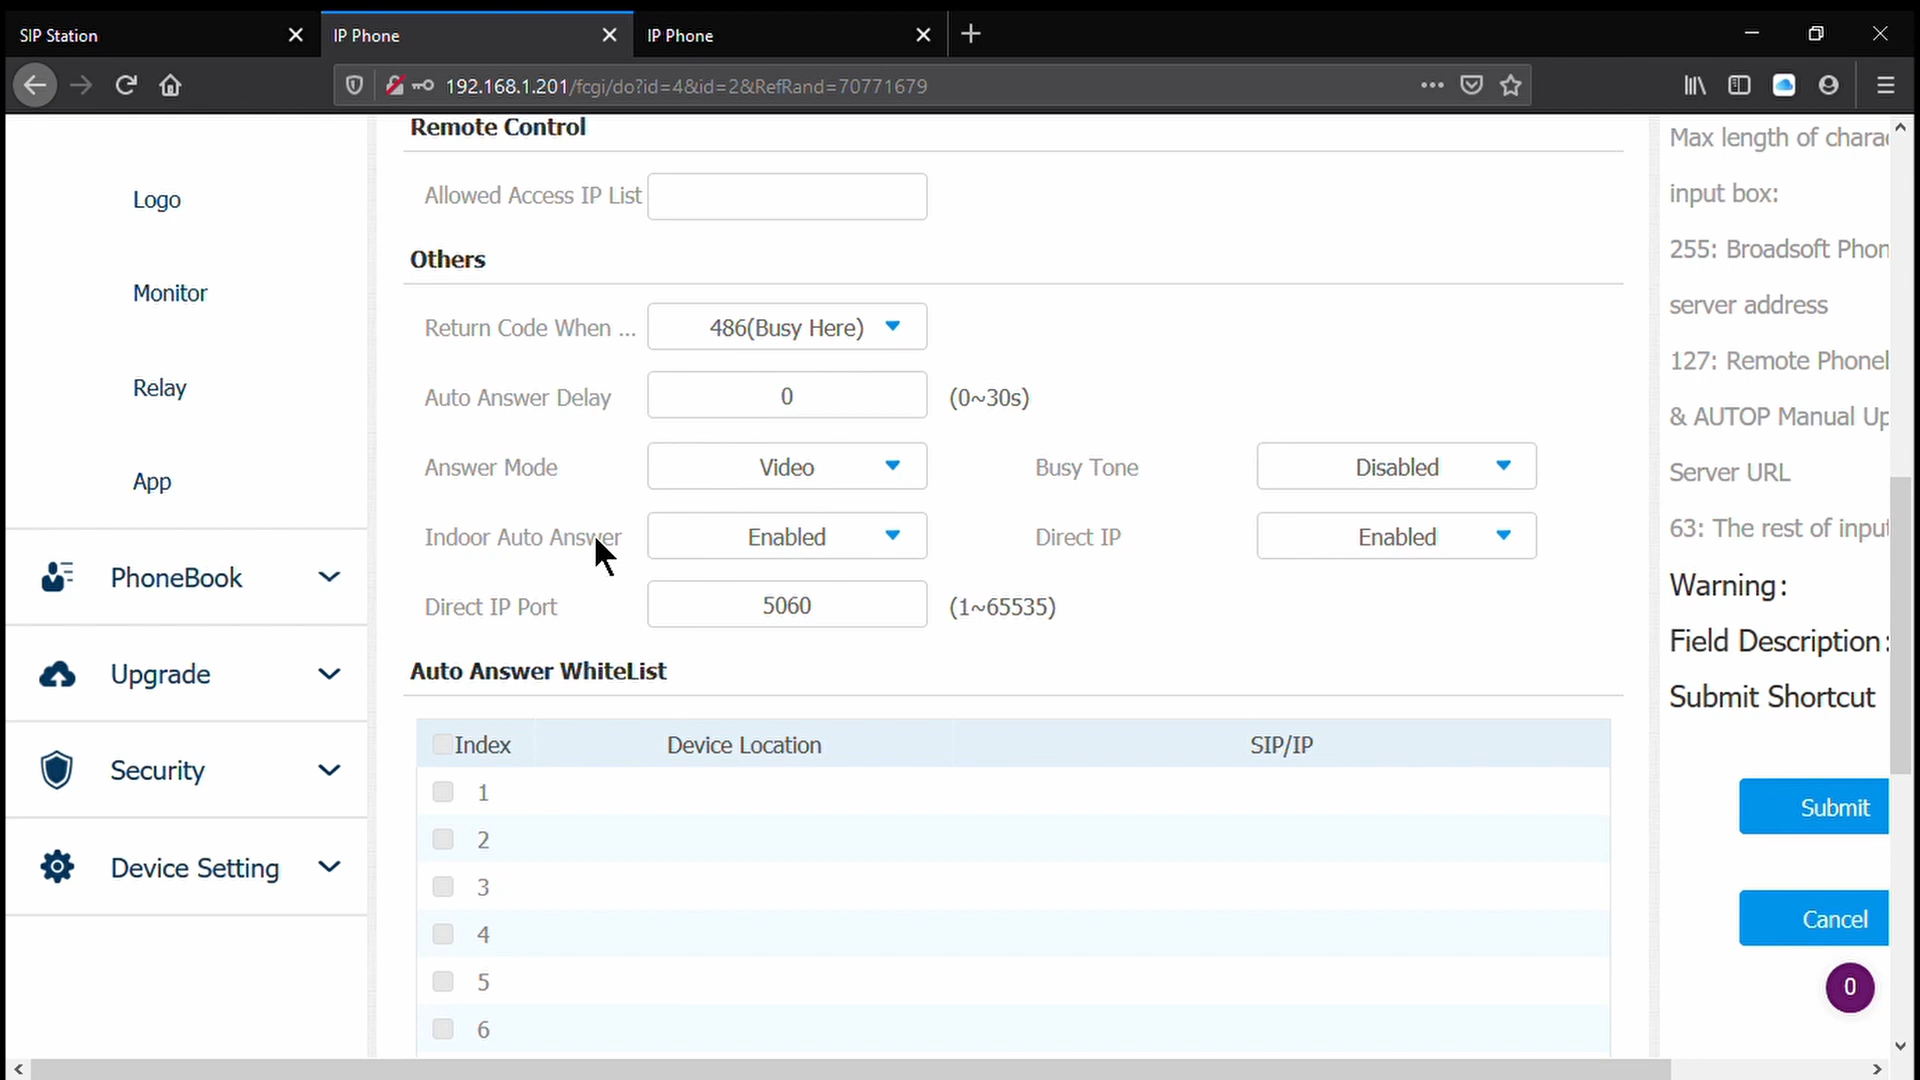 SIP Station
IP Phone
IP Phone
192.168.1.201/fcgi/do?id=4&id=2&RefRand=70771679
Logo
Monitor
Relay
App
PhoneBook
Upgrade
Security
Device Setting
Remote Control
Allowed Access IP List
Others
Return Code When ... 486(Busy Here)
Auto Answer Delay 0 (0~30s)
Answer Mode Video Busy Tone Disabled
Indoor Auto Answer Enabled Direct IP Enabled
Direct IP Port 5060 (1~65535)
Auto Answer WhiteList
Index Device Location SIP/IP
1
2
3
4
5
6
Max length of
input box:
255: Broadsoft
server address
127: Remote
& AUTOP Manual
Server URL
63: The rest of
Warning:
Field Description:
Submit Shortcut
Submit
Cancel
0